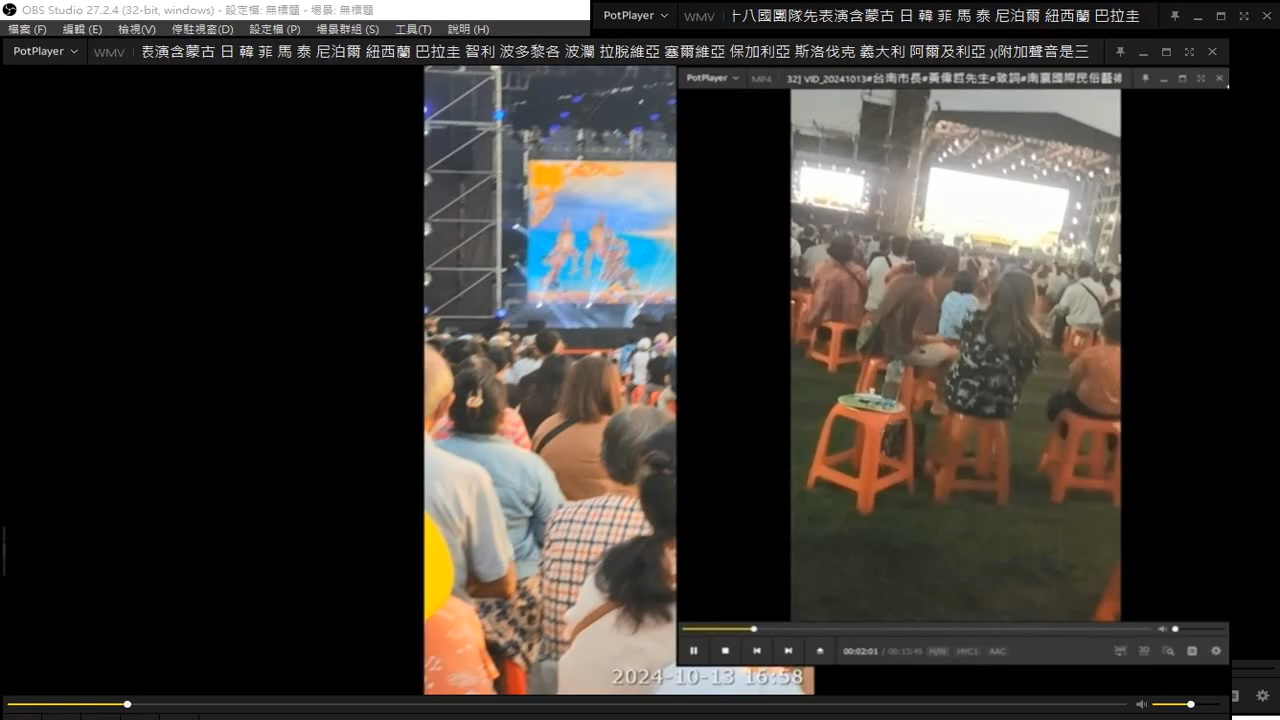 OBS Studio 27.2.4 (32-bit, windows) - 設定檔: 無標題 - 場景: 無標題
PotPlayer WMV 十八國團隊先表演含蒙古 日 韓 菲 馬 泰 尼泊爾 紐西蘭 巴拉圭
檔案 (F) 編輯 (E) 檢視(V) 停駐視窗(D) 設定檔 (P) 場景群組 (S) 工具(T) 說明 (H)
PotPlayer WMV 表演含蒙古 日 韓 菲 馬 泰 尼泊爾 紐西蘭 巴拉圭 智利 波多黎各 波瀾 拉脫維亞 塞爾維亞 保加利亞 斯洛伐克 義大利 阿爾及利亞 )(附加聲音是三
PotPlayer MP4 32] VID_20241013#台南市長#黃偉哲先生#致詞#南瀛國際民俗藝術
00:02:01 / 00:13:45 H/W HVC1 AAC
360° 3D
2024-10-13 16:58